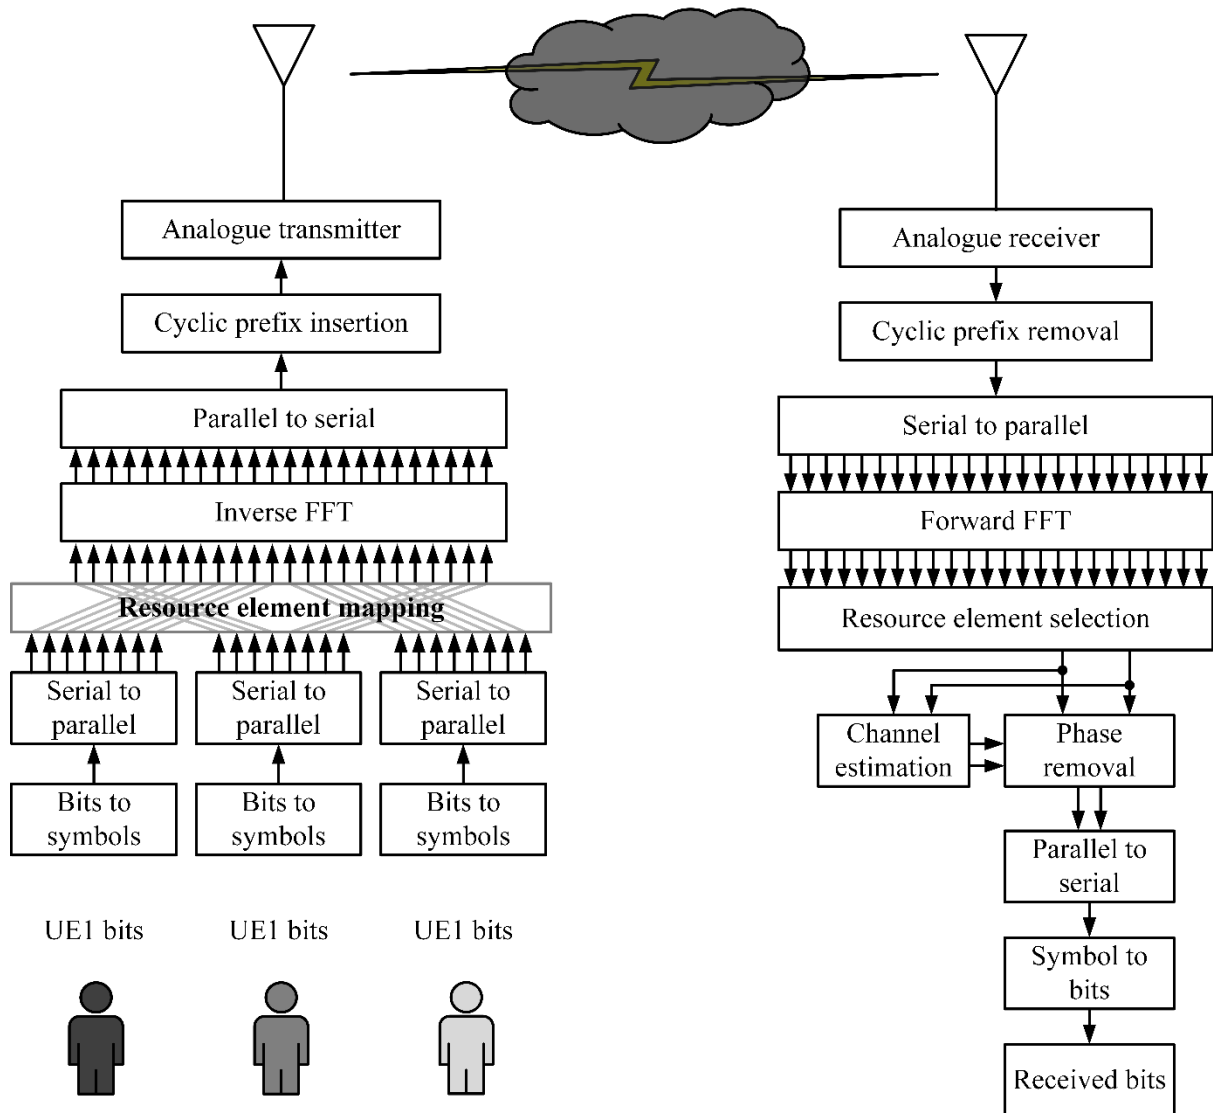 Analogue transmitter
Cyclic prefix insertion
Parallel to serial
Inverse FFT
Resource element mapping
Serial to
parallel
Serial to
parallel
Serial to
parallel
Bits to
symbols
Bits to
symbols
Bits to
symbols
UE1 bits
UE1 bits
UE1 bits
Analogue receiver
Cyclic prefix removal
Serial to parallel
Forward FFT
Resource element selection
Channel
estimation
Phase
removal
Parallel to
serial
Symbol to
bits
Received bits